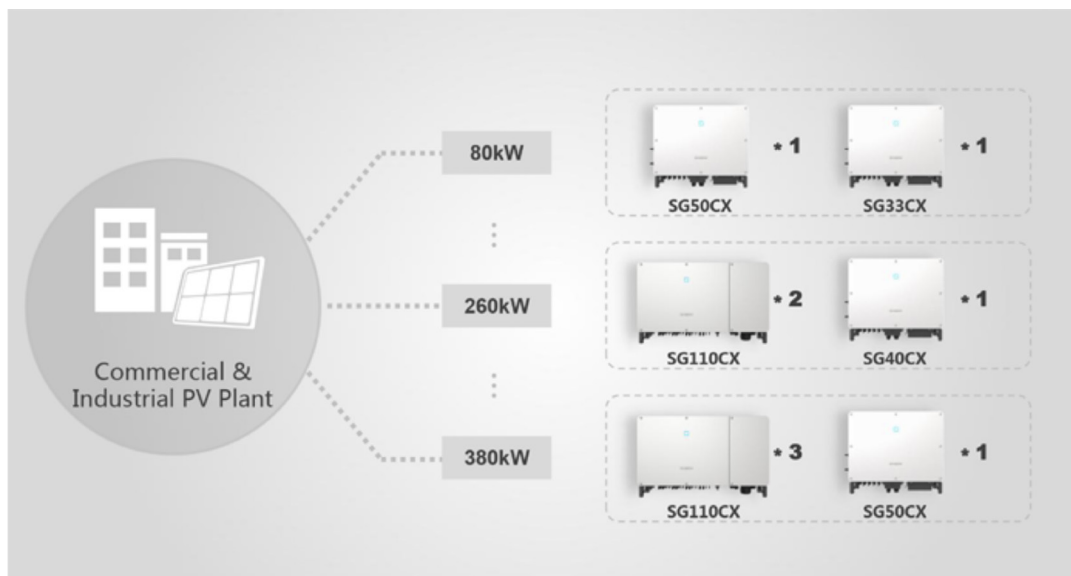 Commercial &
Industrial PV Plant
80kW
* 1
* 1
SG50CX
SG33CX
260kW
* 2
* 1
SG110CX
SG40CX
380kW
* 3
* 1
SG110CX
SG50CX